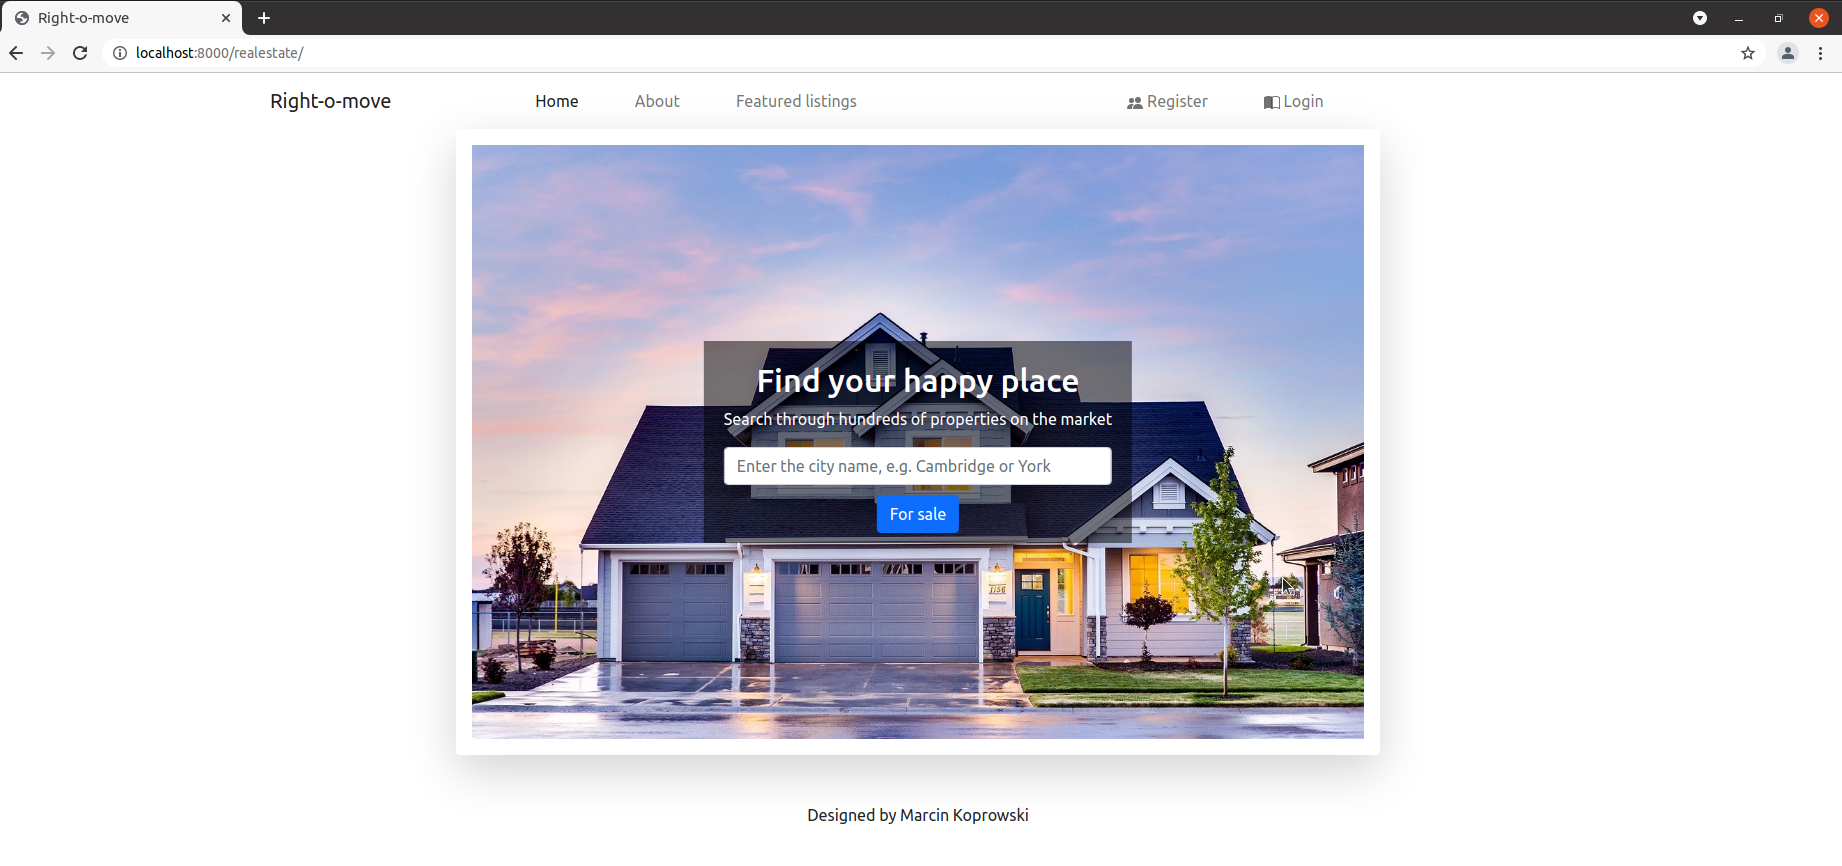 Right-o-move
localhost:8000/realestate/
Right-o-move Home About Featured listings Register Login
Find your happy place
Search through hundreds of properties on the market
Enter the city name, e.g. Cambridge or York
For sale
1156
Designed by Marcin Koprowski